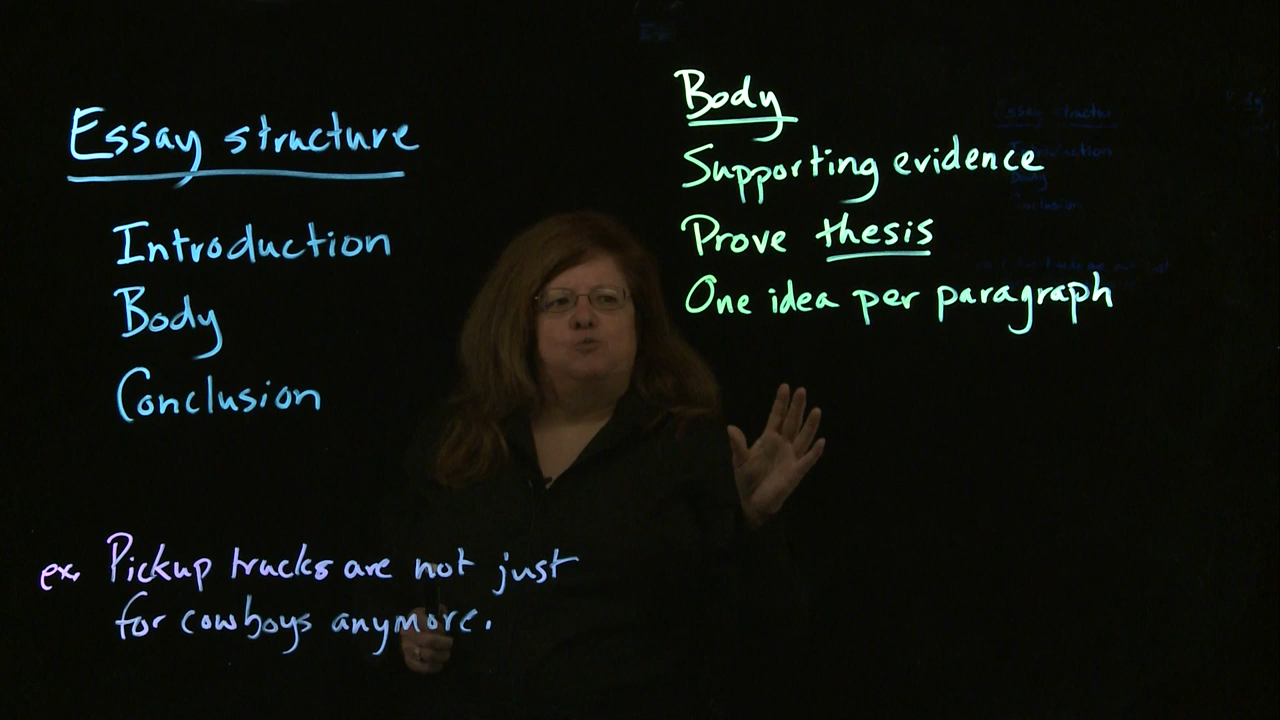 Essay structure
Introduction
Body
Conclusion
ex. Pickup trucks are not just
for cowboys anymore.
Body
Supporting evidence
Prove thesis
One idea per paragraph